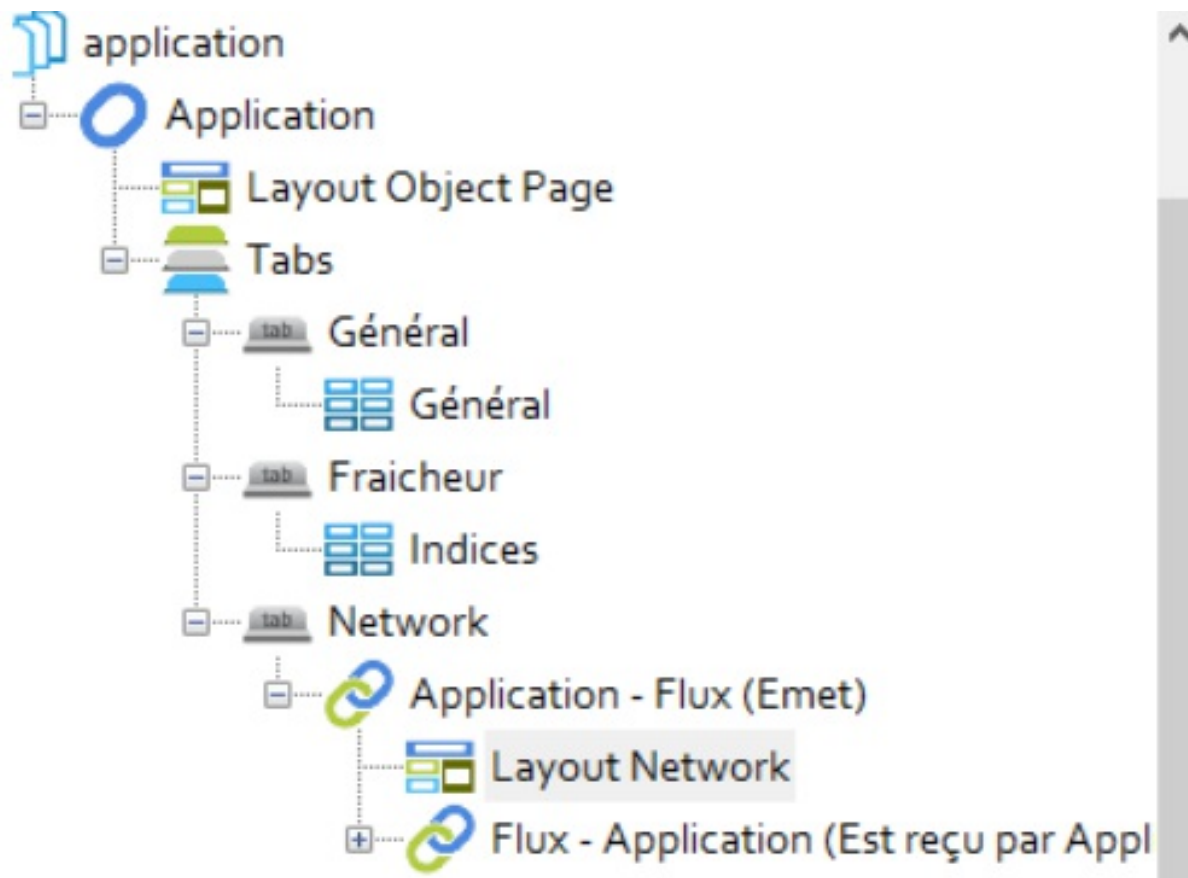 application
Application
Layout Object Page
Tabs
tab Général
Général
tab Fraicheur
Indices
tab Network
Application - Flux (Emet)
Layout Network
Flux - Application (Est reçu par Appl